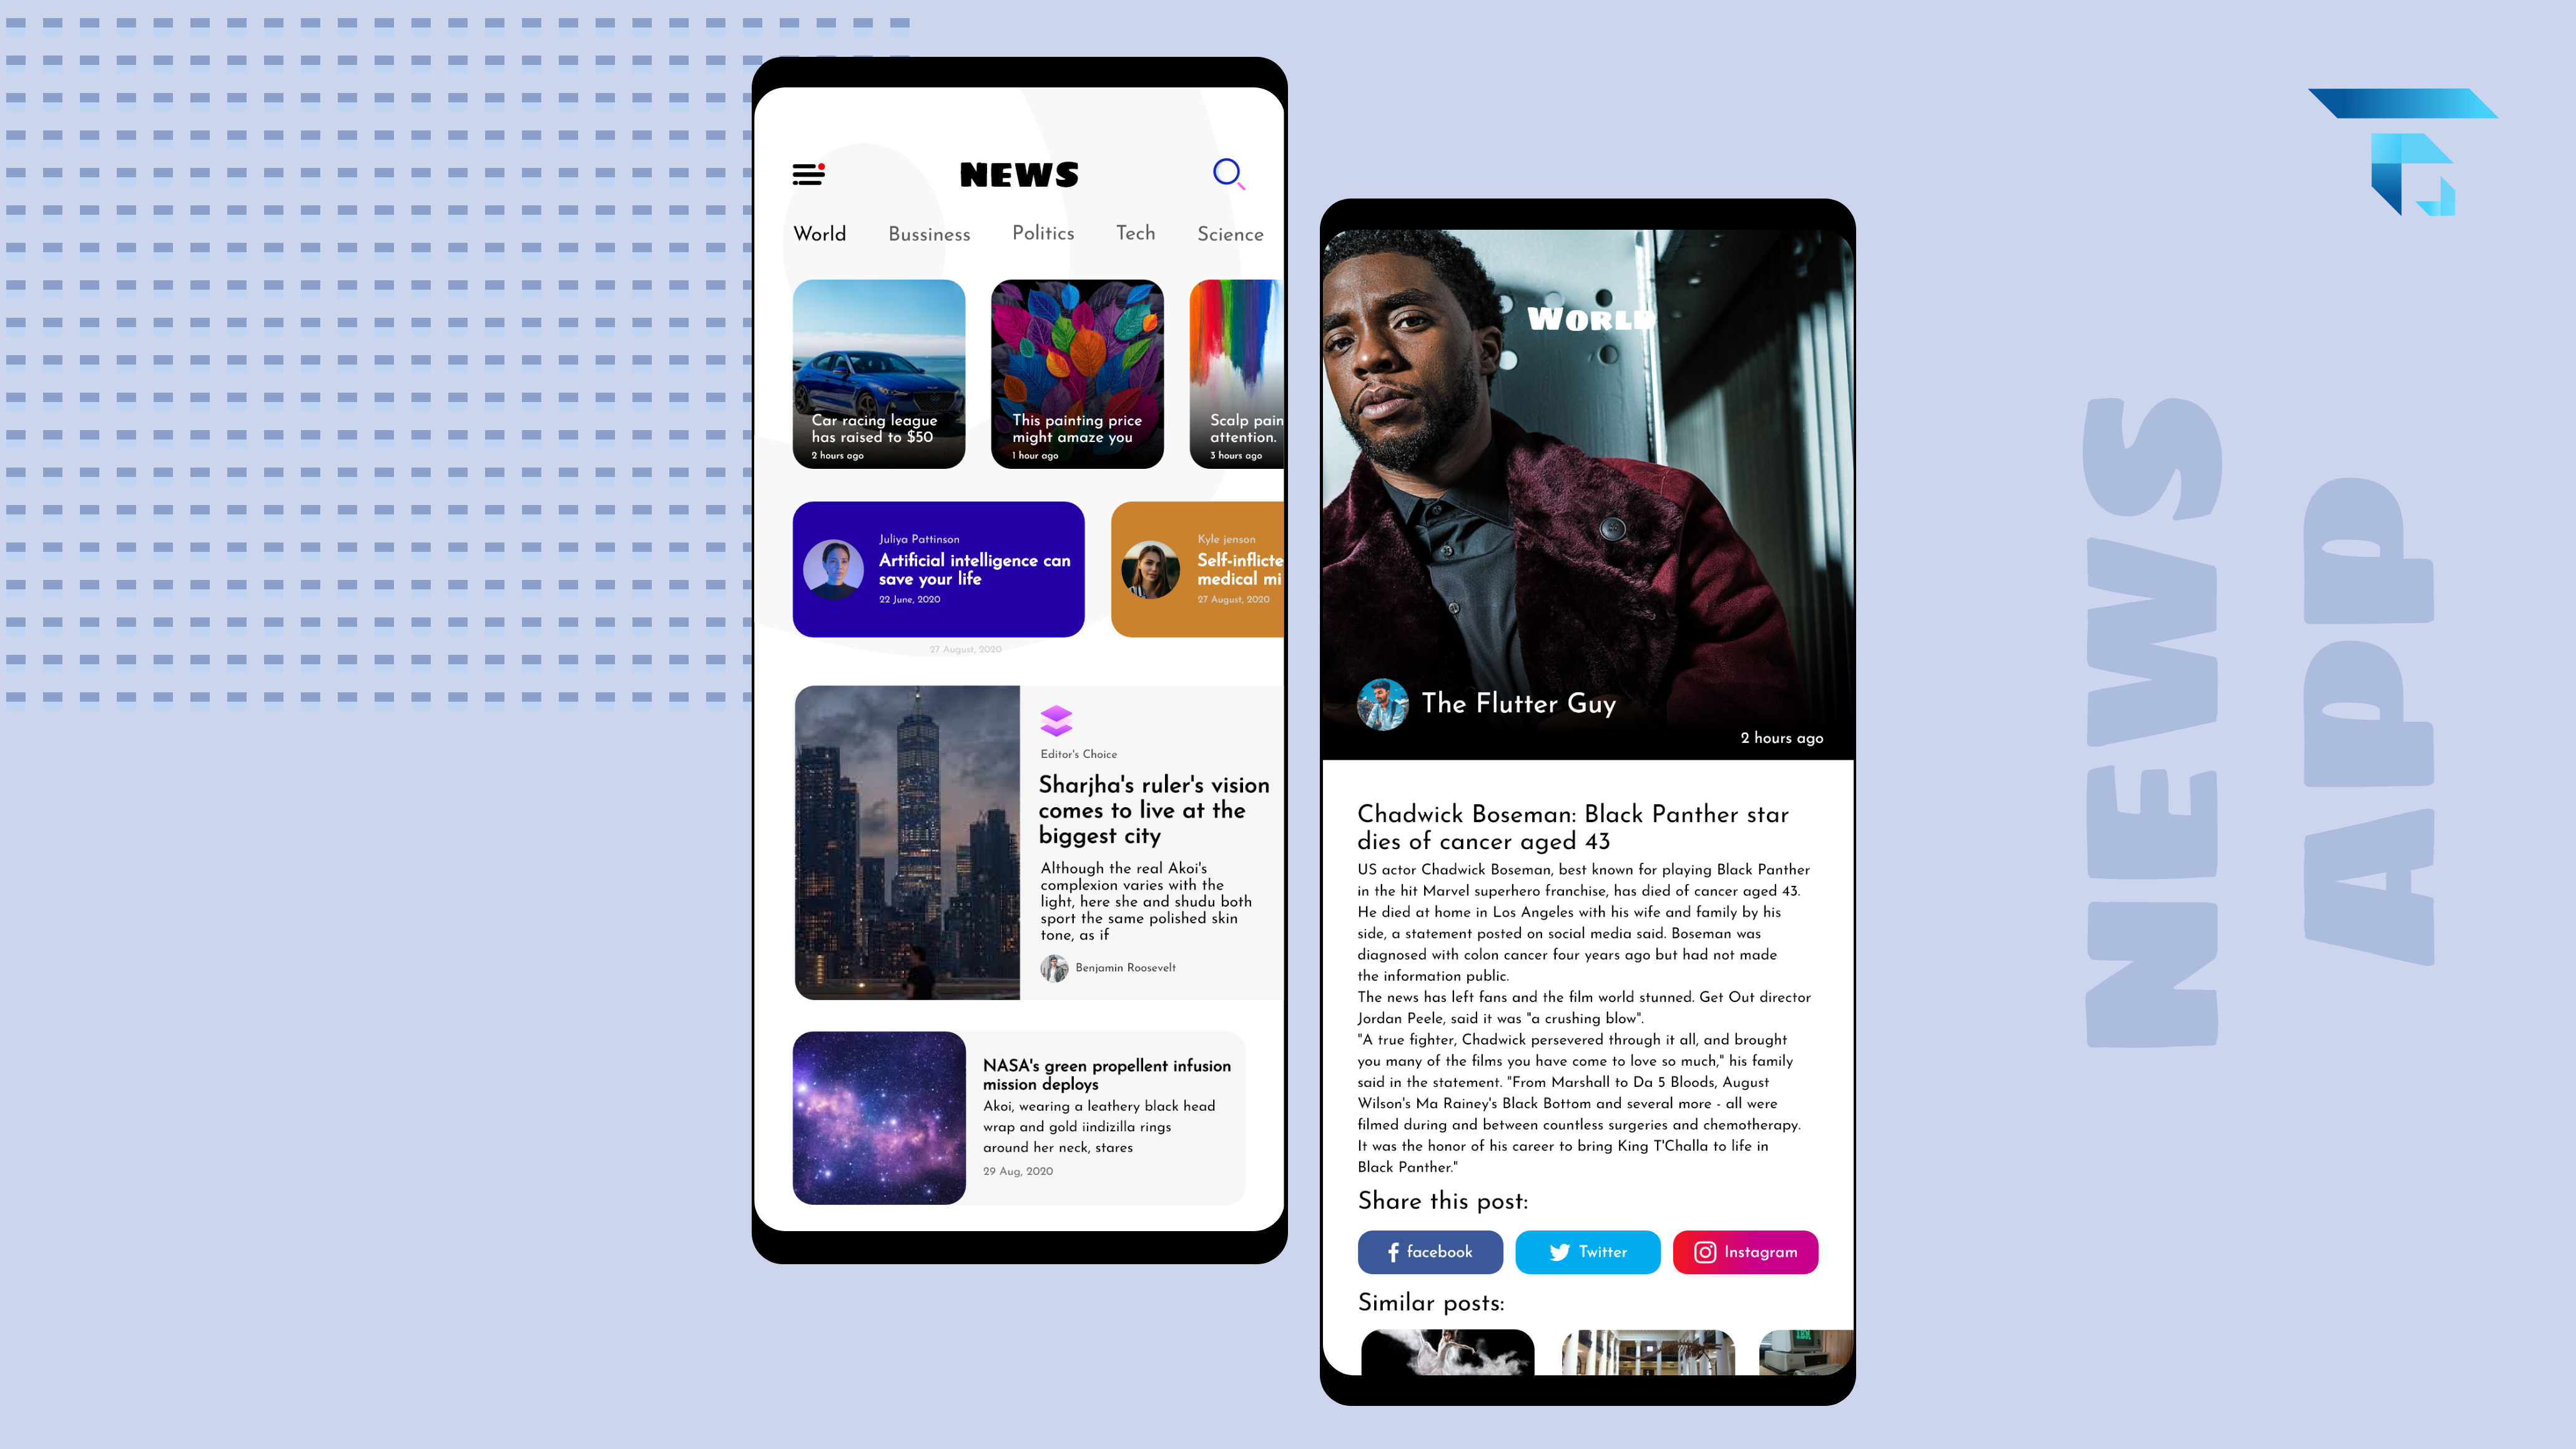 NEWS
World
Bussiness
Politics
Tech
Science
Car racing league
has raised to $50
2 hours ago
This painting price
might amaze you
1 hour ago
Scalp pain
attention.
3 hours ago
Juliya Pattinson
Artificial intelligence can
save your life
22 June, 2020
Kyle jenson
Self-inflicte
medical mi
27 August, 2020
27 August, 2020
Editor's Choice
Sharjha's ruler's vision
comes to live at the
biggest city
Although the real Akoi's
complexion varies with the
light, here she and shudu both
sport the same polished skin
tone, as if
Benjamin Roosevelt
NASA's green propellent infusion
mission deploys
Akoi, wearing a leathery black head
wrap and gold iindizilla rings
around her neck, stares
29 Aug, 2020
WORLD
The Flutter Guy
2 hours ago
Chadwick Boseman: Black Panther star
dies of cancer aged 43
US actor Chadwick Boseman, best known for playing Black Panther
in the hit Marvel superhero franchise, has died of cancer aged 43.
He died at home in Los Angeles with his wife and family by his
side, a statement posted on social media said. Boseman was
diagnosed with colon cancer four years ago but had not made
the information public.
The news has left fans and the film world stunned. Get Out director
Jordan Peele, said it was "a crushing blow".
"A true fighter, Chadwick persevered through it all, and brought
you many of the films you have come to love so much," his family
said in the statement. "From Marshall to Da 5 Bloods, August
Wilson's Ma Rainey's Black Bottom and several more - all were
filmed during and between countless surgeries and chemotherapy.
It was the honor of his career to bring King T'Challa to life in
Black Panther."
Share this post:
facebook
Twitter
Instagram
Similar posts:
NEWS
APP